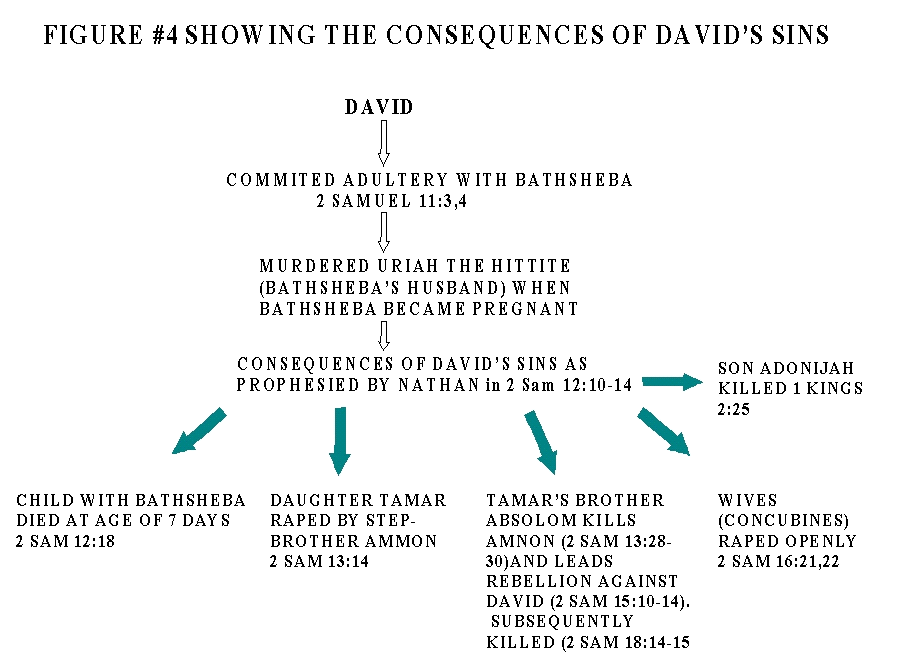 FIGURE #4 SHOWING THE CONSEQUENCES OF DAVID'S SINS
DAVID
COMMITED ADULTERY WITH BATHSHEBA
2 SAMUEL 11:3,4
MURDERED URIAH THE HITTITE
(BATHSHEBA'S HUSBAND) WHEN
BATHSHEBA BECAME PREGNANT
CONSEQUENCES OF DAVID'S SINS AS
PROPHESIED BY NATHAN in 2 Sam 12:10-14
SON ADONIJAH
KILLED 1 KINGS
2:25
CHILD WITH BATHSHEBA
DIED AT AGE OF 7 DAYS
2 SAM 12:18
DAUGHTER TAMAR
RAPED BY STEP-
BROTHER AMMON
2 SAM 13:14
TAMAR'S BROTHER
ABSOLOM KILLS
AMNON (2 SAM 13:28-
30)AND LEADS
REBELLION AGAINST
DAVID (2 SAM 15:10-14).
SUBSEQUENTLY
KILLED (2 SAM 18:14-15
WIVES
(CONCUBINES)
RAPED OPENLY
2 SAM 16:21,22